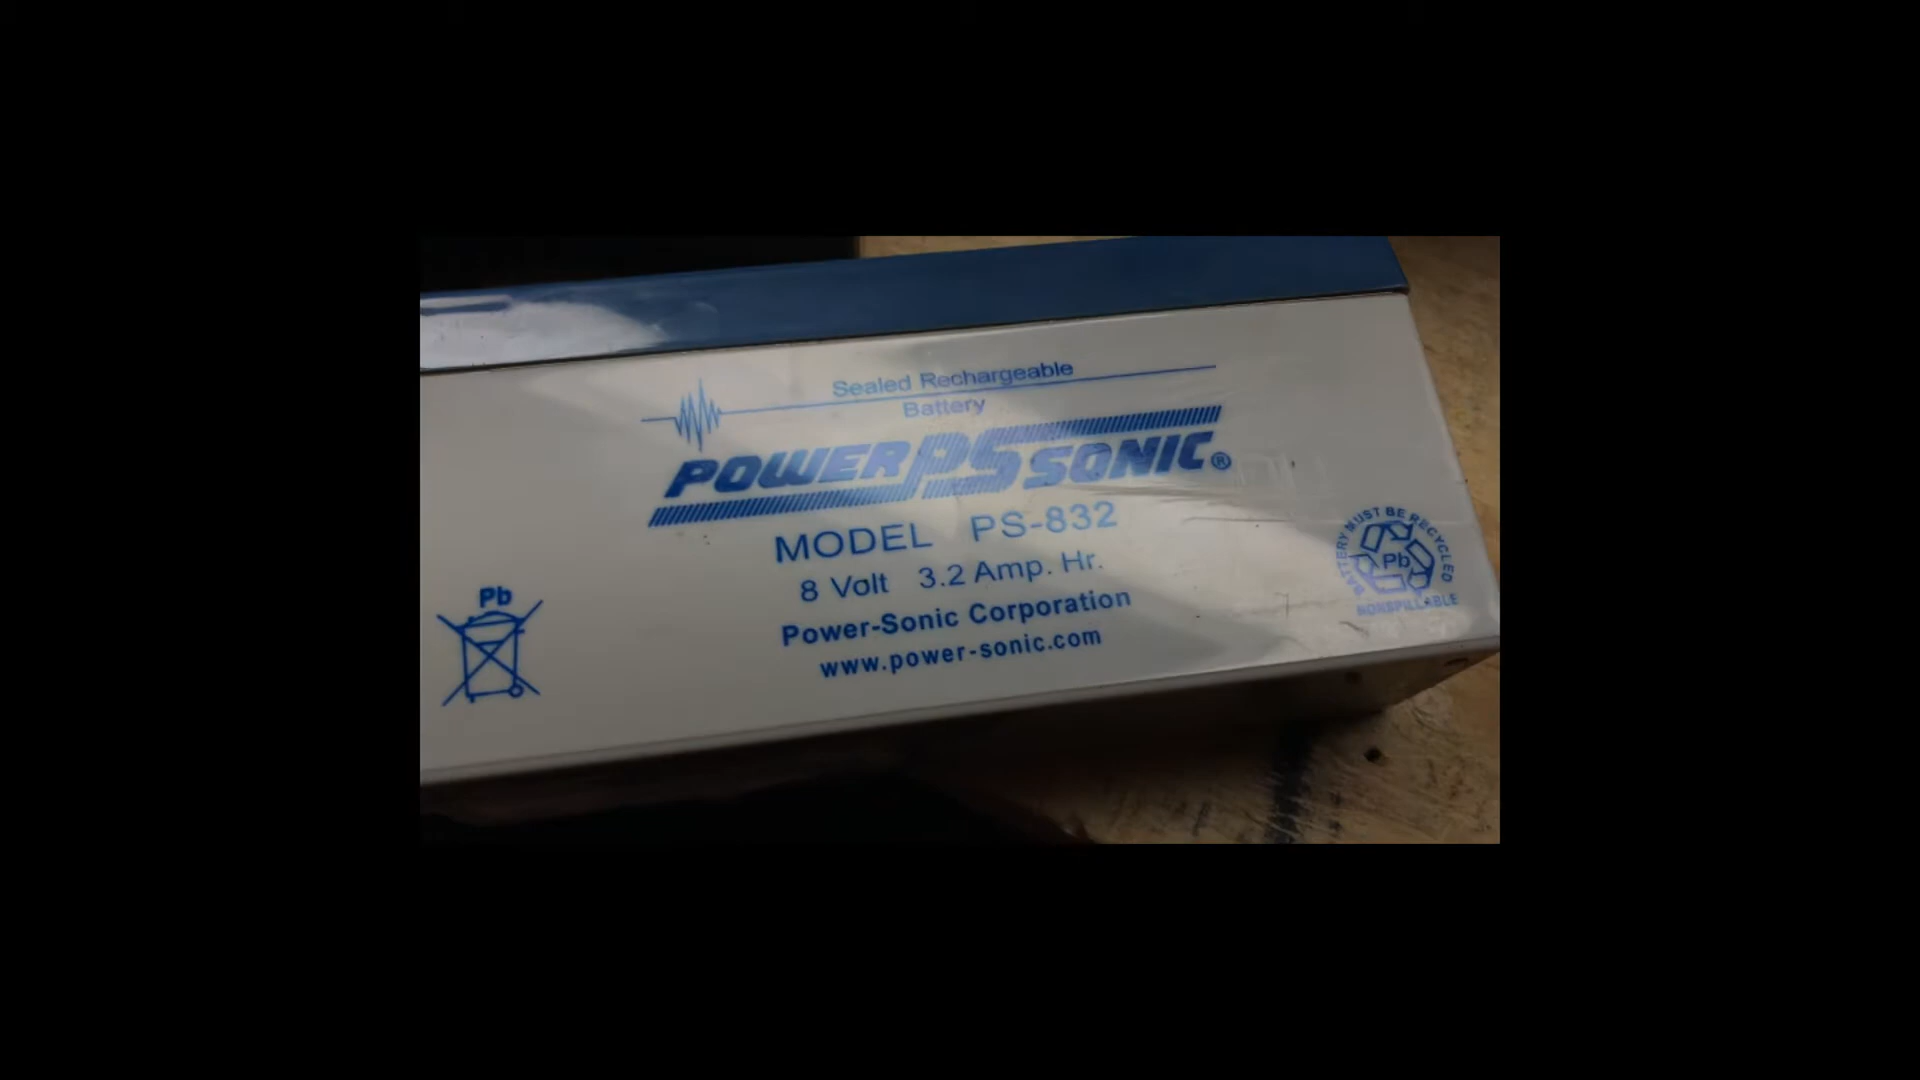 Sealed Rechargeable
Battery
POWER PS SONIC®
MODEL PS-832
8 Volt 3.2 Amp. Hr.
Power-Sonic Corporation
www.power-sonic.com
Pb
BATTERY MUST BE RECYCLED
Pb
NONSPILLABLE